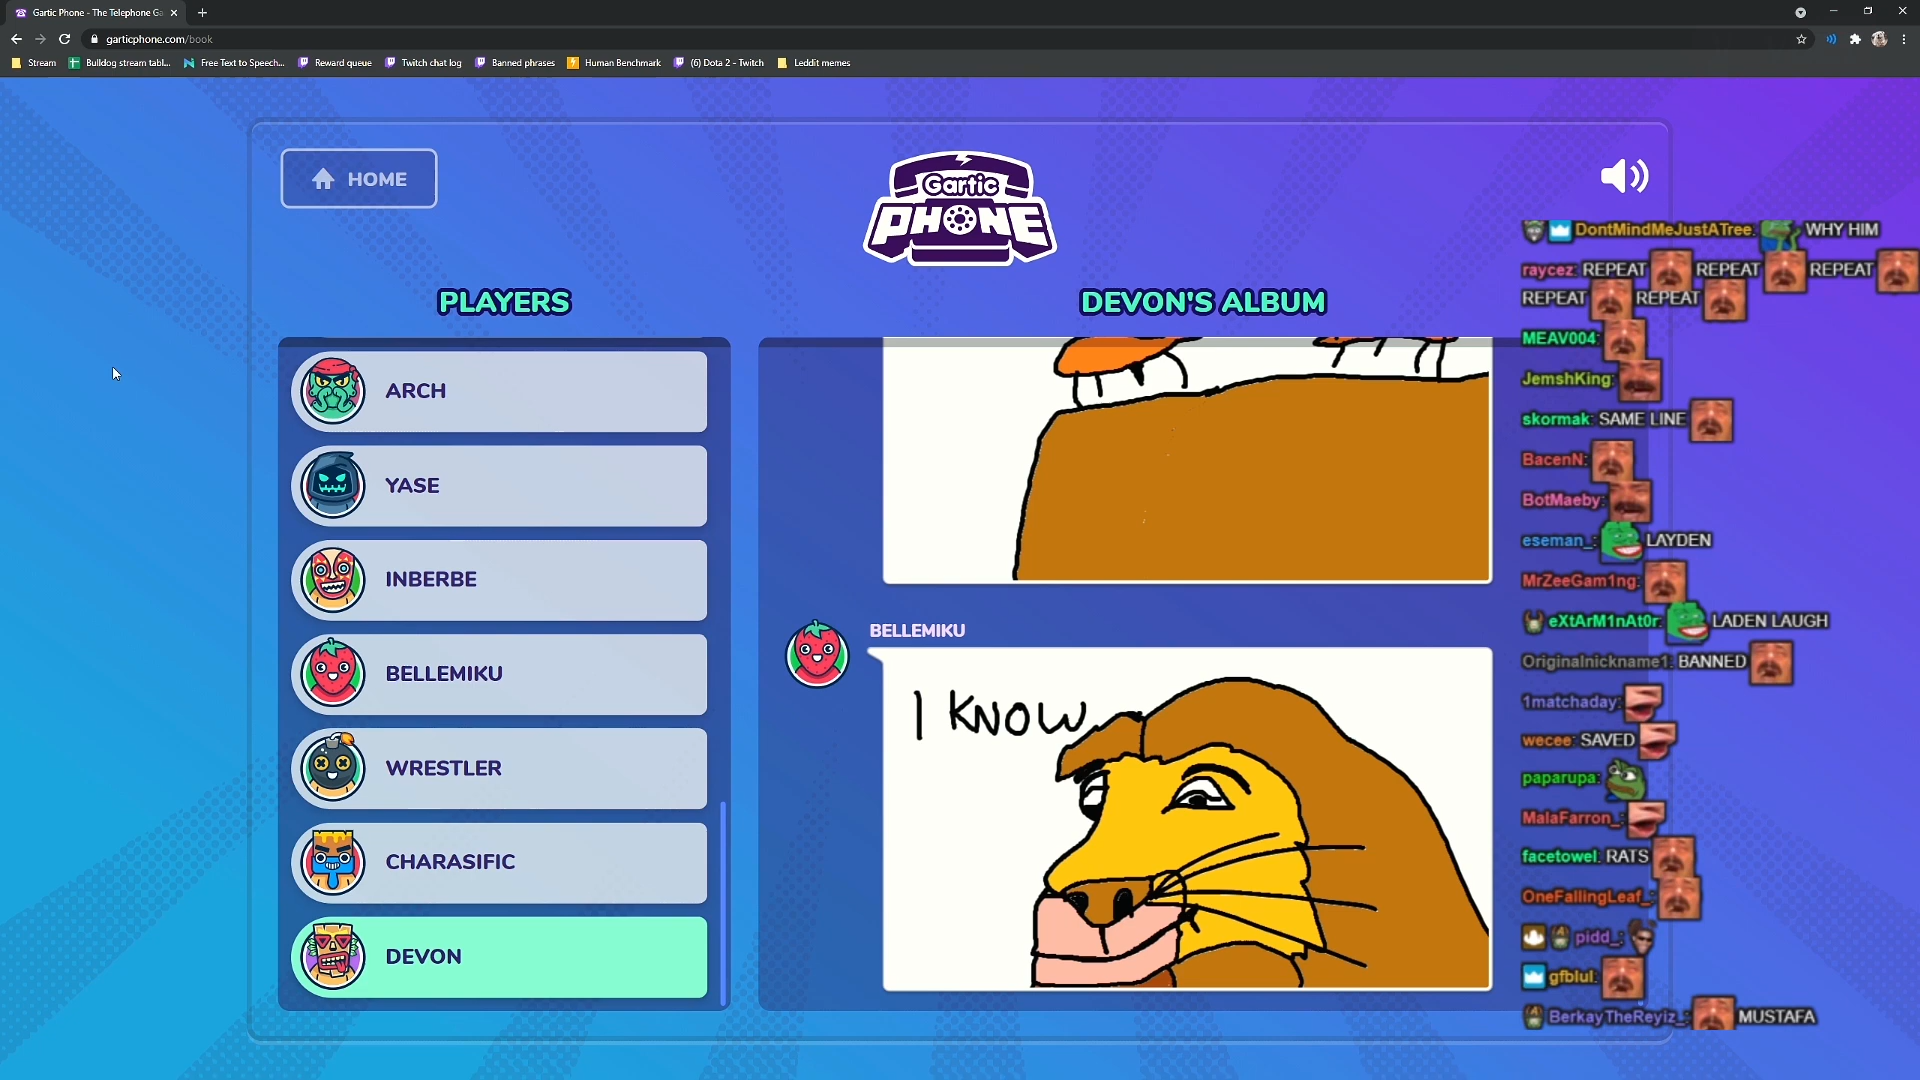 Gartic Phone - The Telephone Ga
garticphone.com/book
Stream
Bulldog stream tabl...
Free Text to Speech...
Reward queue
Twitch chat log
Banned phrases
Human Benchmark
(6) Dota 2 - Twitch
Leddit memes
HOME
Gartic
PHONE
PLAYERS
ARCH
YASE
INBERBE
BELLEMIKU
WRESTLER
CHARASIFIC
DEVON
DEVON'S ALBUM
BELLEMIKU
I KNOW
DontMindMeJustATree: WHY HIM
raycez: REPEAT REPEAT REPEAT
REPEAT REPEAT
MEAV004:
JemshKing:
skormak: SAME LINE
BacenN:
BotMaeby:
eseman_: LAYDEN
MrZeeGam1ng:
eXtArM1nAt0r: LADEN LAUGH
Originalnickname1: BANNED
1matchaday:
wecee: SAVED
paparupa:
MalaFarron_:
facetowel: RATS
OneFallingLeaf_:
pidd_:
gfblul:
BerkayTheReyiz_: MUSTAFA